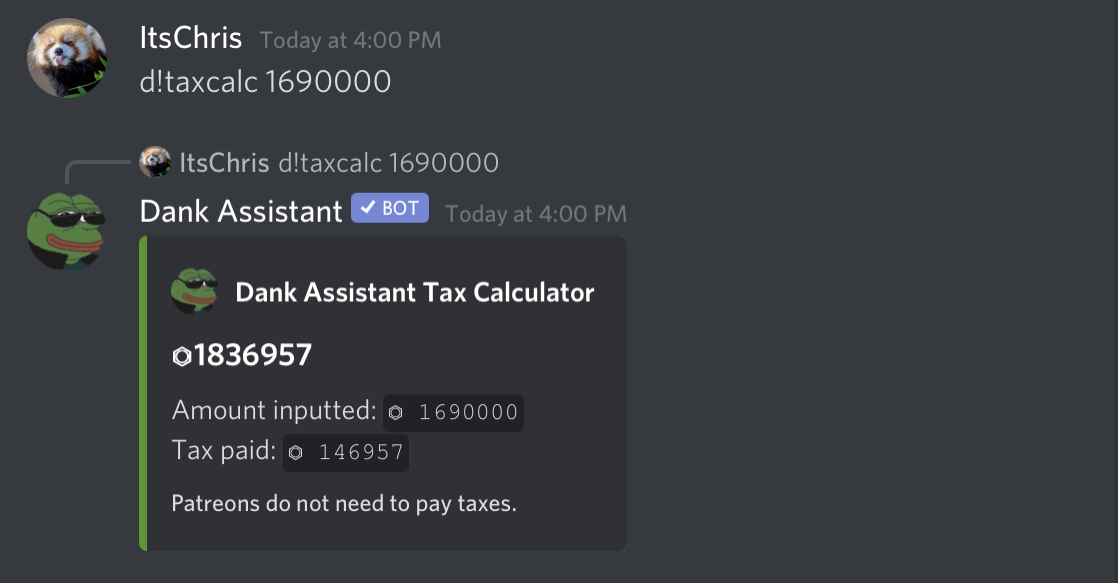 ItsChris Today at 4:00 PM
d!taxcalc 1690000
ItsChris d!taxcalc 1690000
Dank Assistant ✓ BOT Today at 4:00 PM
Dank Assistant Tax Calculator
⏣1836957
Amount inputted: ⏣ 1690000
Tax paid: ⏣ 146957
Patreons do not need to pay taxes.